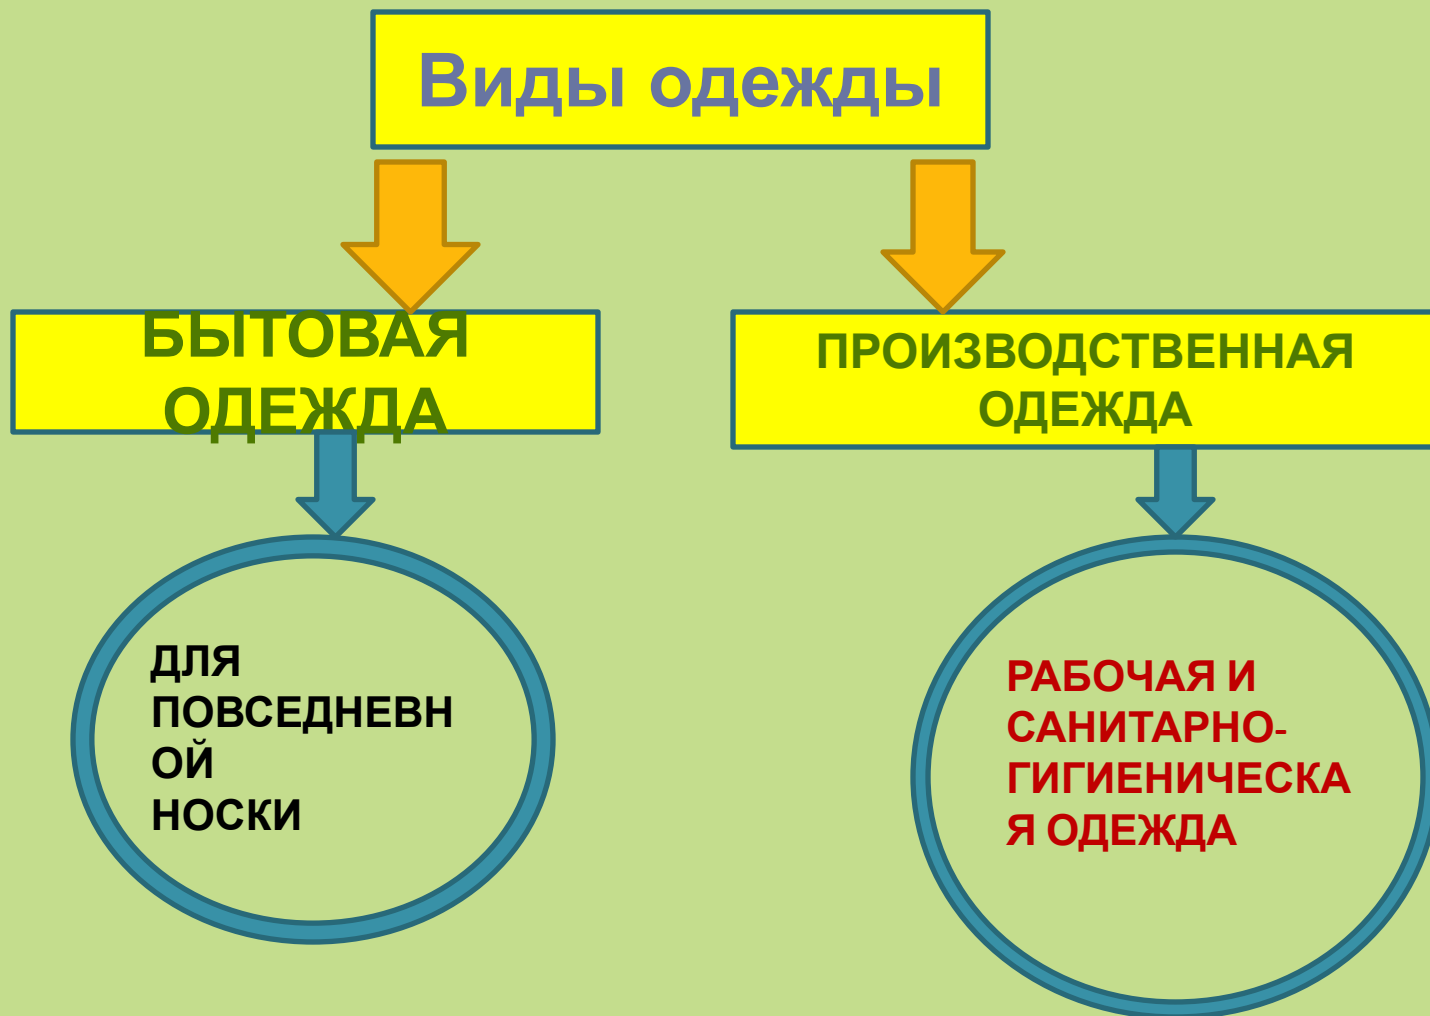 Виды одежды
БЫТОВАЯ
ОДЕЖДА
ПРОИЗВОДСТВЕННАЯ
ОДЕЖДА
ДЛЯ
ПОВСЕДНЕВН
ОЙ
НОСКИ
РАБОЧАЯ И
САНИТАРНО-
ГИГИЕНИЧЕСКА
Я ОДЕЖДА